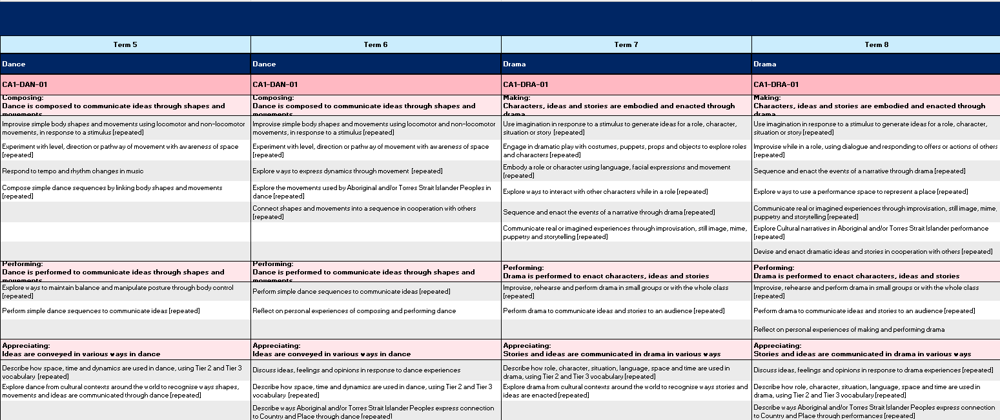 Term 5
Term 6
Term 7
Term 8
Dance
Dance
Drama
Drama
CA1-DAN-01
CA1-DAN-01
CA1-DRA-01
CA1-DRA-01
Composing:
Dance is composed to communicate ideas through shapes and
movements
Composing:
Dance is composed to communicate ideas through shapes and
movements
Making:
Characters, ideas and stories are embodied and enacted through
drama
Making:
Characters, ideas and stories are embodied and enacted through
drama
Improvise simple body shapes and movements using locomotor and non-locomotor
movements, in response to a stimulus [repeated]
Improvise simple body shapes and movements using locomotor and non-locomotor
movements, in response to a stimulus [repeated]
Use imagination in response to a stimulus to generate ideas for a role, character,
situation or story [repeated]
Use imagination in response to a stimulus to generate ideas for a role, character,
situation or story [repeated]
Experiment with level, direction or pathway of movement with awareness of space
[repeated]
Experiment with level, direction or pathway of movement with awareness of space
[repeated]
Engage in dramatic play with costumes, puppets, props and objects to explore roles
and characters [repeated]
Improvise while in a role, using dialogue and responding to offers or actions of others
[repeated]
Respond to tempo and rhythm changes in music
Explore ways to express dynamics through movement [repeated]
Embody a role or character using language, facial expressions and movement
[repeated]
Sequence and enact the events of a narrative through drama [repeated]
Compose simple dance sequences by linking body shapes and movements
[repeated]
Explore the movements used by Aboriginal and/or Torres Strait Islander Peoples in
dance [repeated]
Explore ways to interact with other characters while in a role [repeated]
Explore ways to use a performance space to represent a place [repeated]
Connect shapes and movements into a sequence in cooperation with others
[repeated]
Sequence and enact the events of a narrative through drama [repeated]
Communicate real or imagined experiences through improvisation, still image, mime,
puppetry and storytelling [repeated]
Communicate real or imagined experiences through improvisation, still image, mime,
puppetry and storytelling [repeated]
Explore Cultural narratives in Aboriginal and/or Torres Strait Islander performance
[repeated]
Devise and enact dramatic ideas and stories in cooperation with others [repeated]
Performing:
Dance is performed to communicate ideas through shapes and
movements
Performing:
Dance is performed to communicate ideas through shapes and
movements
Performing:
Drama is performed to enact characters, ideas and stories
Performing:
Drama is performed to enact characters, ideas and stories
Explore ways to maintain balance and manipulate posture through body control
[repeated]
Perform simple dance sequences to communicate ideas [repeated]
Improvise, rehearse and perform drama in small groups or with the whole class
[repeated]
Improvise, rehearse and perform drama in small groups or with the whole class
[repeated]
Perform simple dance sequences to communicate ideas [repeated]
Reflect on personal experiences of composing and performing dance
Perform drama to communicate ideas and stories to an audience [repeated]
Perform drama to communicate ideas and stories to an audience [repeated]
Reflect on personal experiences of making and performing drama
Appreciating:
Ideas are conveyed in various ways in dance
Appreciating:
Ideas are conveyed in various ways in dance
Appreciating:
Stories and ideas are communicated in drama in various ways
Appreciating:
Stories and ideas are communicated in drama in various ways
Describe how space, time and dynamics are used in dance, using Tier 2 and Tier 3
vocabulary [repeated]
Discuss ideas, feelings and opinions in response to dance experiences
Describe how role, character, situation, language, space and time are used in
drama, using Tier 2 and Tier 3 vocabulary [repeated]
Discuss ideas, feelings and opinions in response to drama experiences [repeated]
Explore dance from cultural contexts around the world to recognise ways shapes,
movements and ideas are communicated through dance [repeated]
Describe how space, time and dynamics are used in dance, using Tier 2 and Tier 3
vocabulary [repeated]
Explore drama from cultural contexts around the world to recognise ways stories and
ideas are enacted [repeated]
Describe how role, character, situation, language, space and time are used in
drama, using Tier 2 and Tier 3 vocabulary [repeated]
Describe ways Aboriginal and/or Torres Strait Islander Peoples express connection
to Country and Place through dance [repeated]
Describe ways Aboriginal and/or Torres Strait Islander Peoples express connection
to Country and Place through performances [repeated]